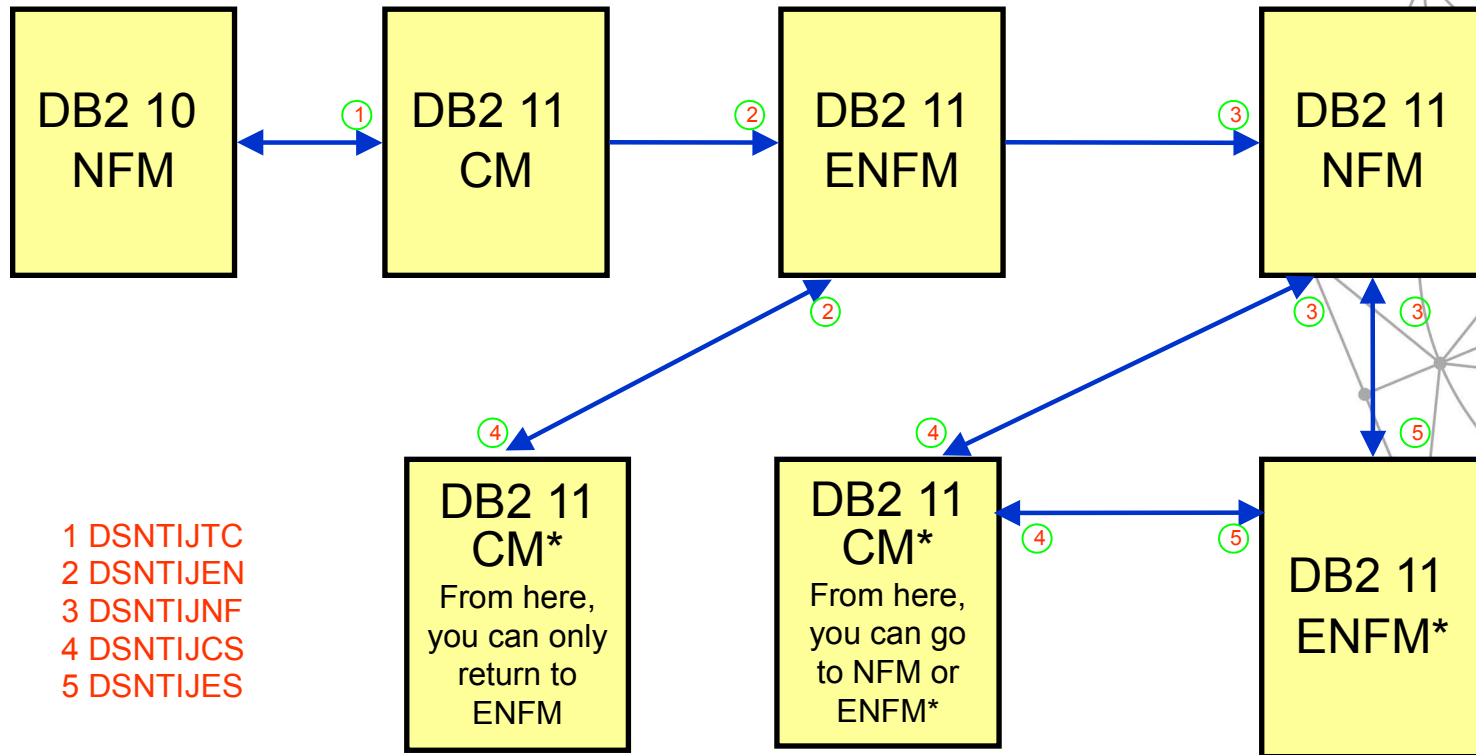 DB2 10
NFM
1
DB2 11
CM
2
DB2 11
ENFM
3
DB2 11
NFM
2
3
3
4
4
5
DB2 11
CM*
From here,
you can only
return to
ENFM
DB2 11
CM*
From here,
you can go
to NFM or
ENFM*
4
5
DB2 11
ENFM*
1 DSNTIJTC
2 DSNTIJEN
3 DSNTIJNF
4 DSNTIJCS
5 DSNTIJES